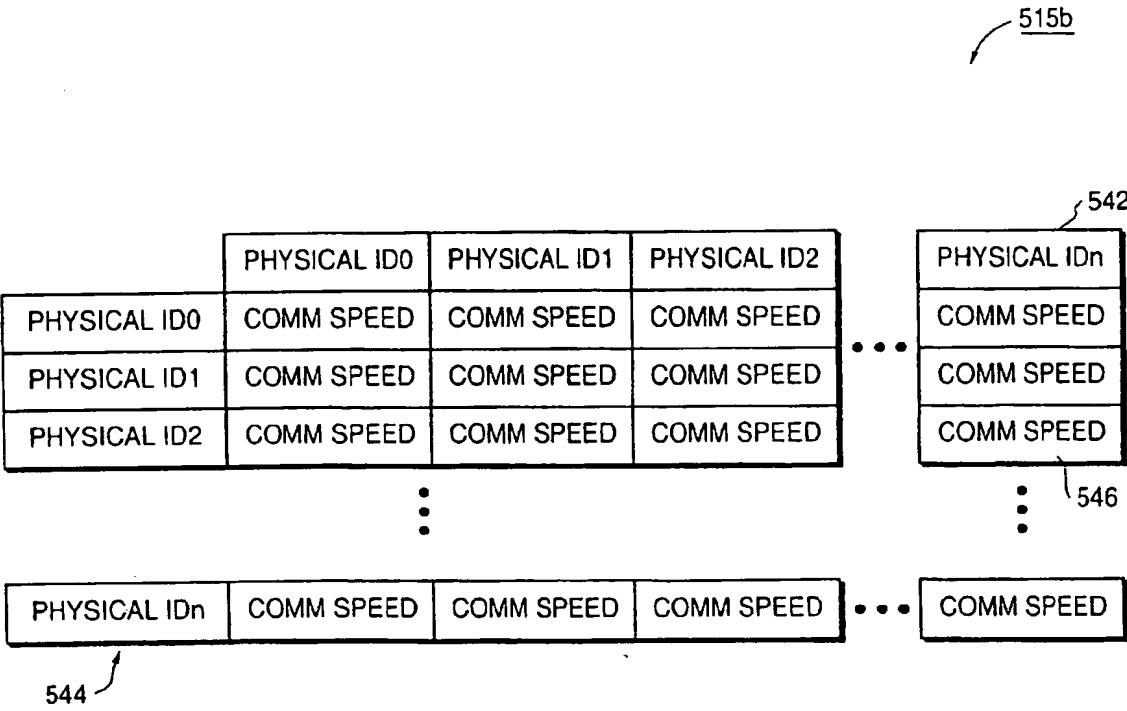 515b
542
PHYSICAL ID0 PHYSICAL ID1 PHYSICAL ID2 PHYSICAL IDn
PHYSICAL ID0 COMM SPEED COMM SPEED COMM SPEED COMM SPEED
PHYSICAL ID1 COMM SPEED COMM SPEED COMM SPEED COMM SPEED
PHYSICAL ID2 COMM SPEED COMM SPEED COMM SPEED COMM SPEED
546
PHYSICAL IDn COMM SPEED COMM SPEED COMM SPEED COMM SPEED
544